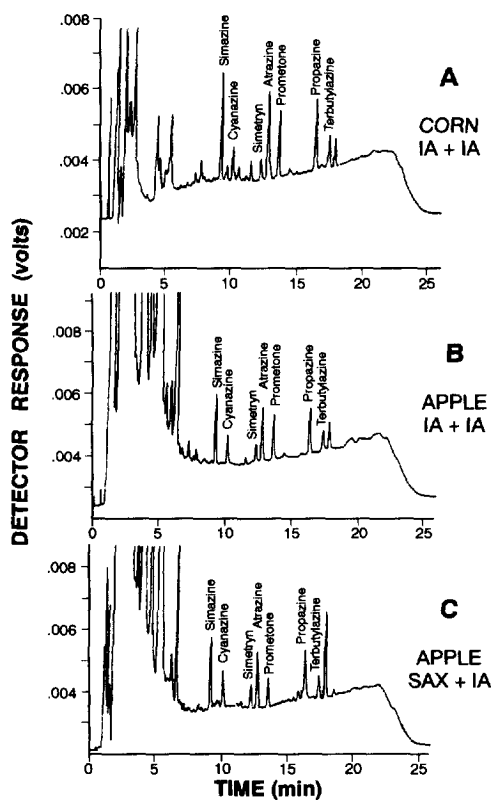 .008
.006
.004
.002
Simazine
Cyanazine
Simetryn
Atrazine
Prometone
Propazine
Terbutylazine
A
CORN
IA + IA
0
5
10
15
20
25
.008
.006
.004
Simazine
Cyanazine
Simetryn
Atrazine
Prometone
Propazine
Terbutylazine
B
APPLE
IA + IA
0
5
10
15
20
25
.008
.006
.004
Simazine
Cyanazine
Simetryn
Atrazine
Prometone
Propazine
Terbutylazine
C
APPLE
SAX + IA
0
5
10
15
20
25
DETECTOR RESPONSE (volts)
TIME (min)